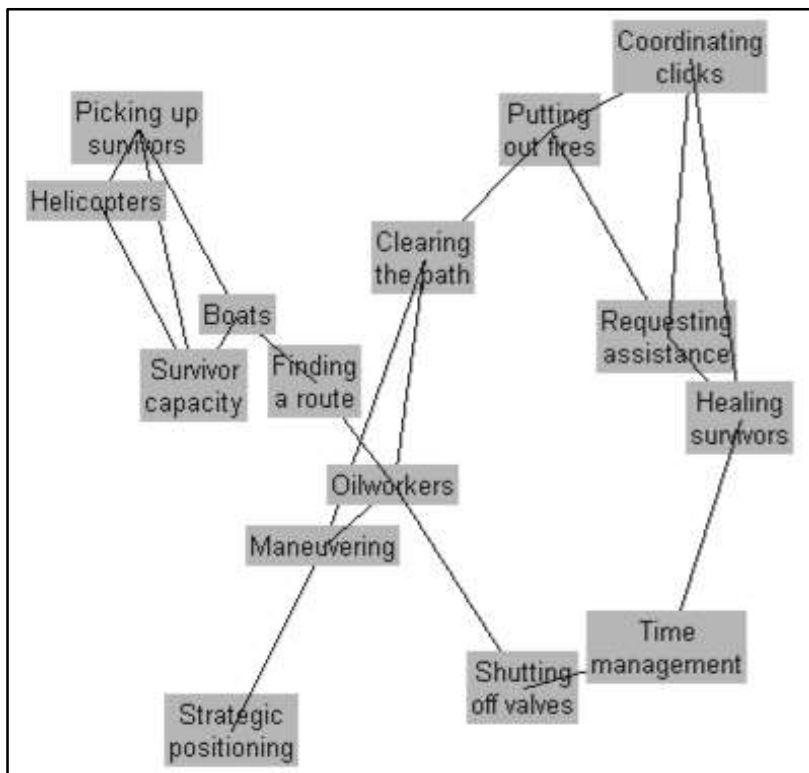 Coordinating
clicks
Picking up
survivors
Putting
out fires
Helicopters
Clearing
the path
Boats
Requesting
assistance
Survivor
capacity
Finding
a route
Healing
survivors
Oilworkers
Maneuvering
Time
management
Shutting
off valves
Strategic
positioning